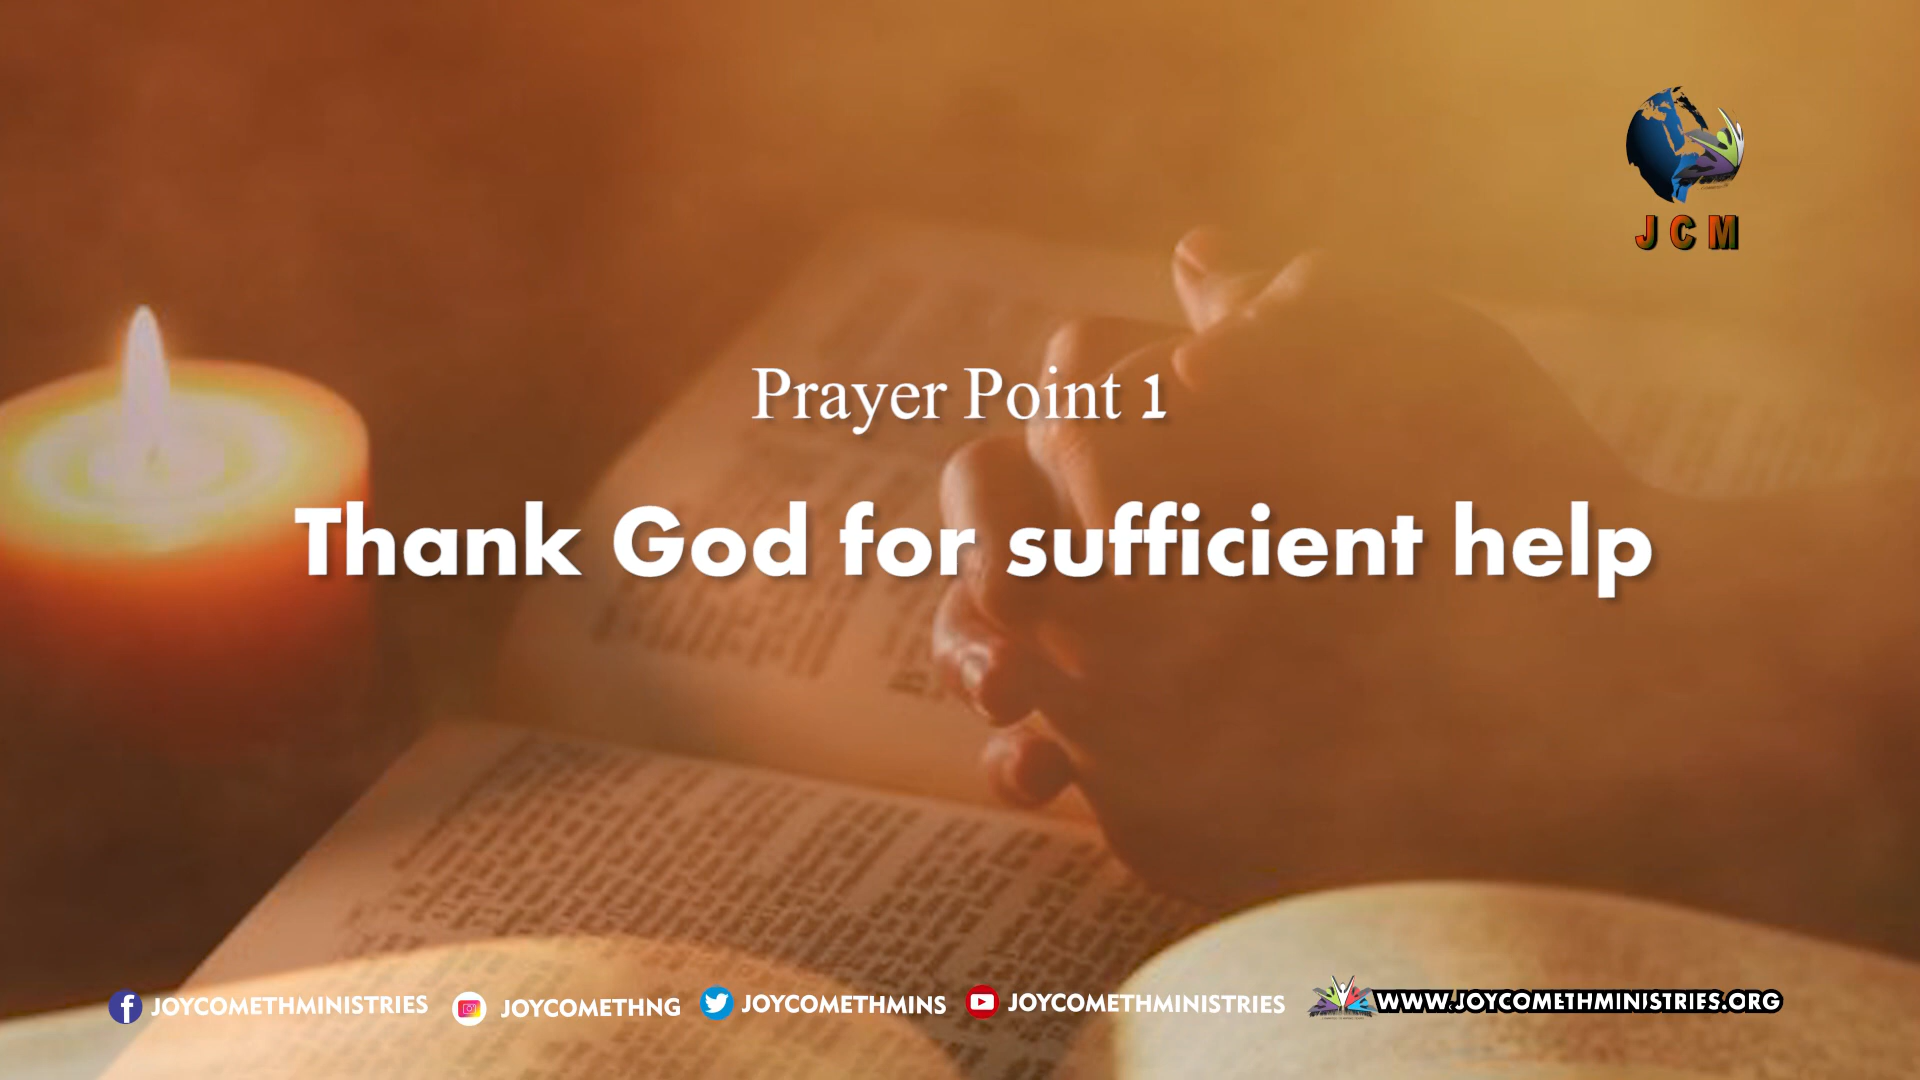 JCM
Prayer Point 1
Thank God for sufficient help
JOYCOMETHMINISTRIES JOYCOMETHNG JOYCOMETHMINS JOYCOMETHMINISTRIES WWW.JOYCOMETHMINISTRIES.ORG